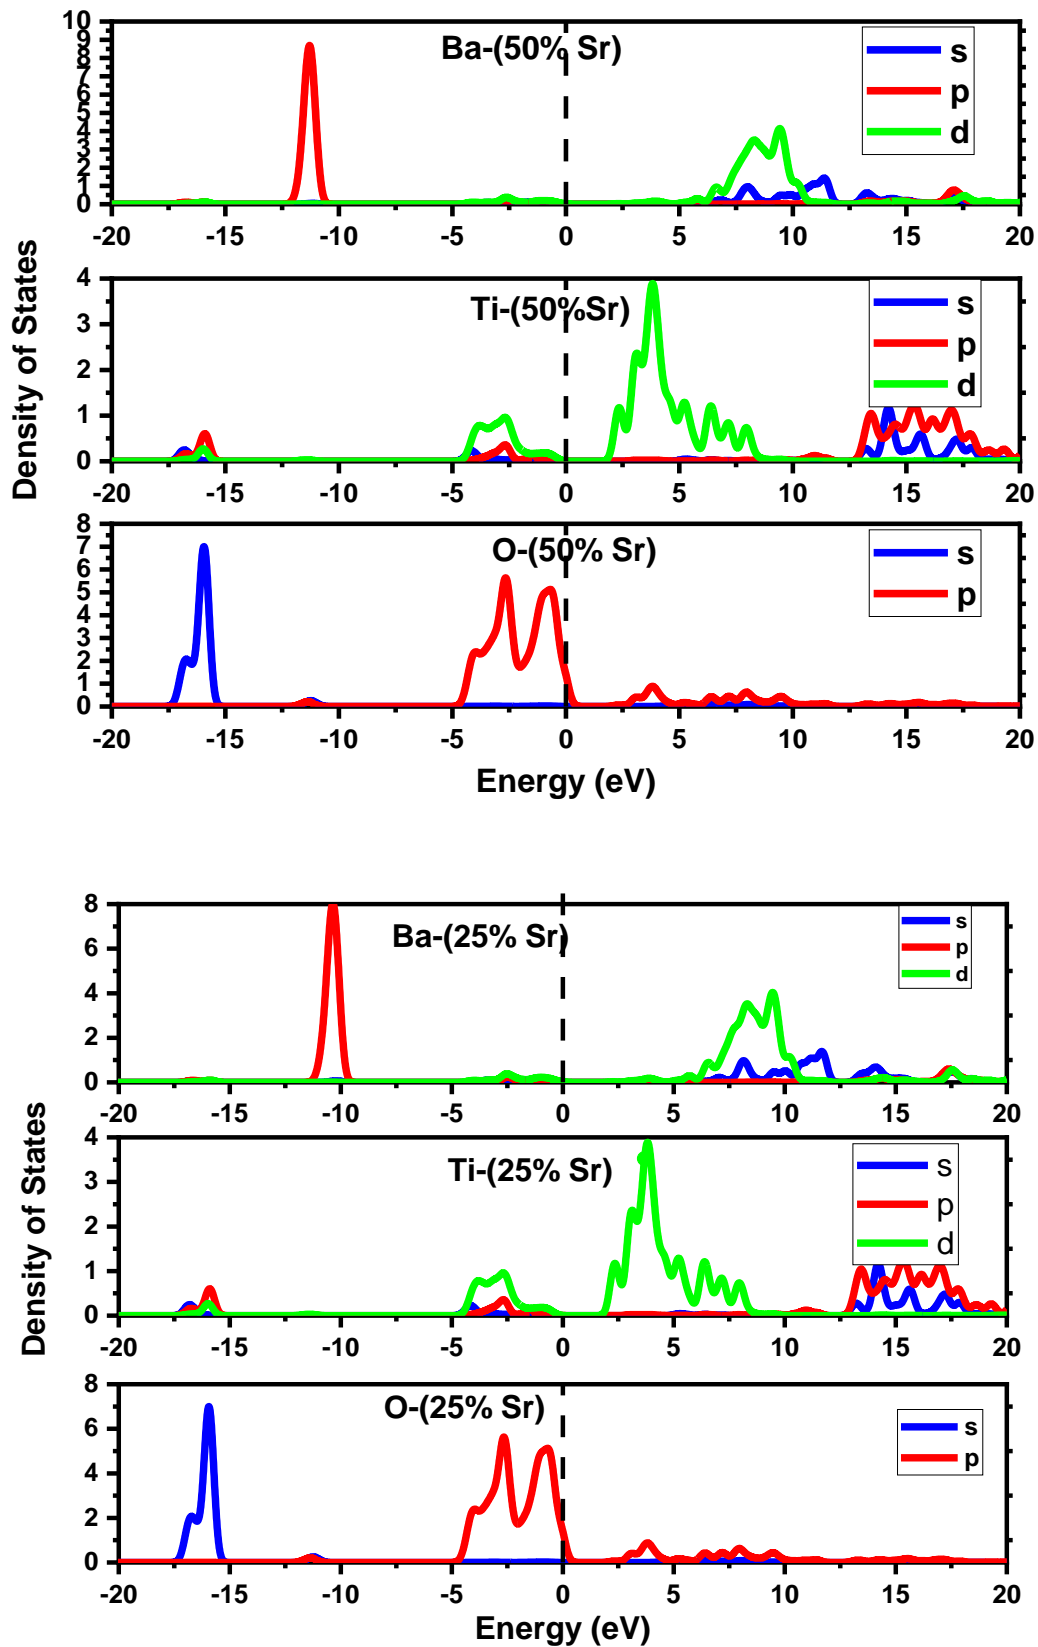 Ba-(50% Sr)
s
p
d
10
9
8
7
6
5
4
3
2
1
0
-20 -15 -10 -5 0 5 10 15 20
Density of States
Ti-(50%Sr)
s
p
d
4
3
2
1
0
-20 -15 -10 -5 0 5 10 15 20
O-(50% Sr)
s
p
8
7
6
5
4
3
2
1
0
-20 -15 -10 -5 0 5 10 15 20
Energy (eV)
Ba-(25% Sr)
s
p
d
8
6
4
2
0
-20 -15 -10 -5 0 5 10 15 20
Density of States
Ti-(25% Sr)
s
p
d
4
3
2
1
0
-20 -15 -10 -5 0 5 10 15 20
O-(25% Sr)
s
p
8
6
4
2
0
-20 -15 -10 -5 0 5 10 15 20
Energy (eV)